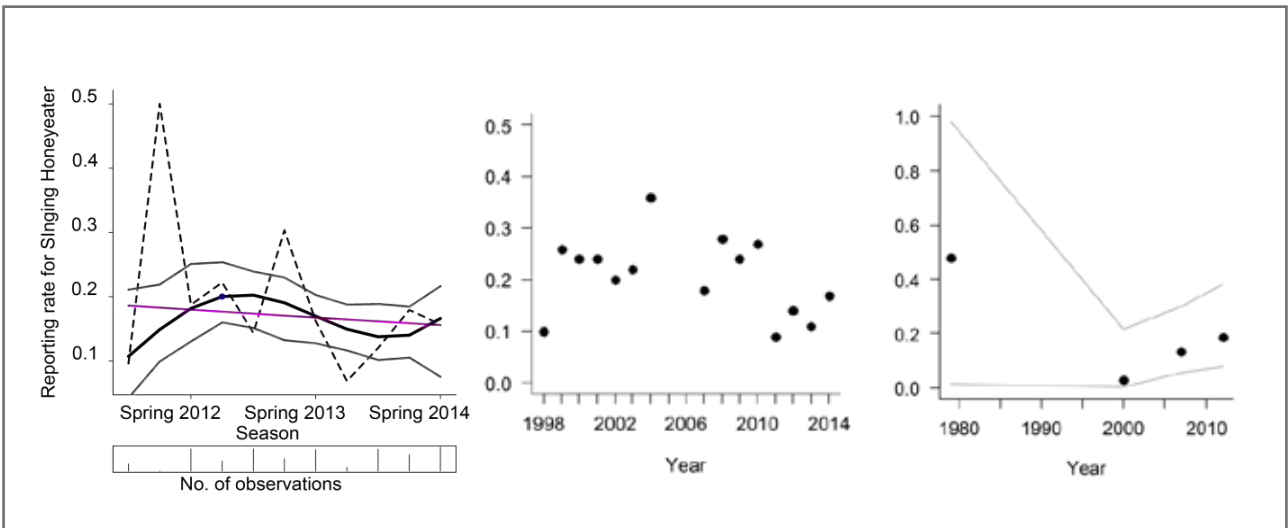 Reporting rate for SInging Honeyeater
0.5
0.4
0.3
0.2
0.1
Spring 2012 Spring 2013 Spring 2014
Season
No. of observations
0.5
0.4
0.3
0.2
0.1
0.0
1998 2002 2006 2010 2014
Year
1.0
0.8
0.6
0.4
0.2
0.0
1980 1990 2000 2010
Year